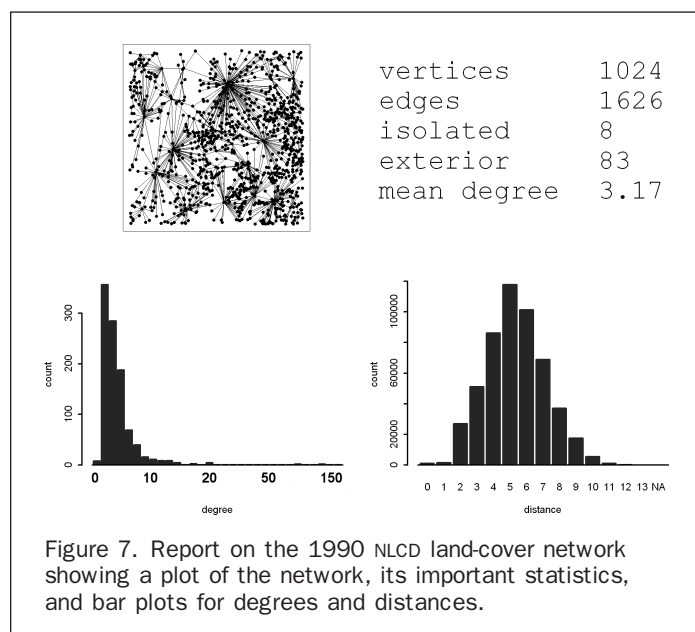 vertices 1024
edges 1626
isolated 8
exterior 83
mean degree 3.17
count
300
200
100
0
0 10 20 50 150
degree
count
100000
60000
20000
0
0 1 2 3 4 5 6 7 8 9 10 11 12 13 NA
distance
Figure 7. Report on the 1990 NLCD land-cover network
showing a plot of the network, its important statistics,
and bar plots for degrees and distances.